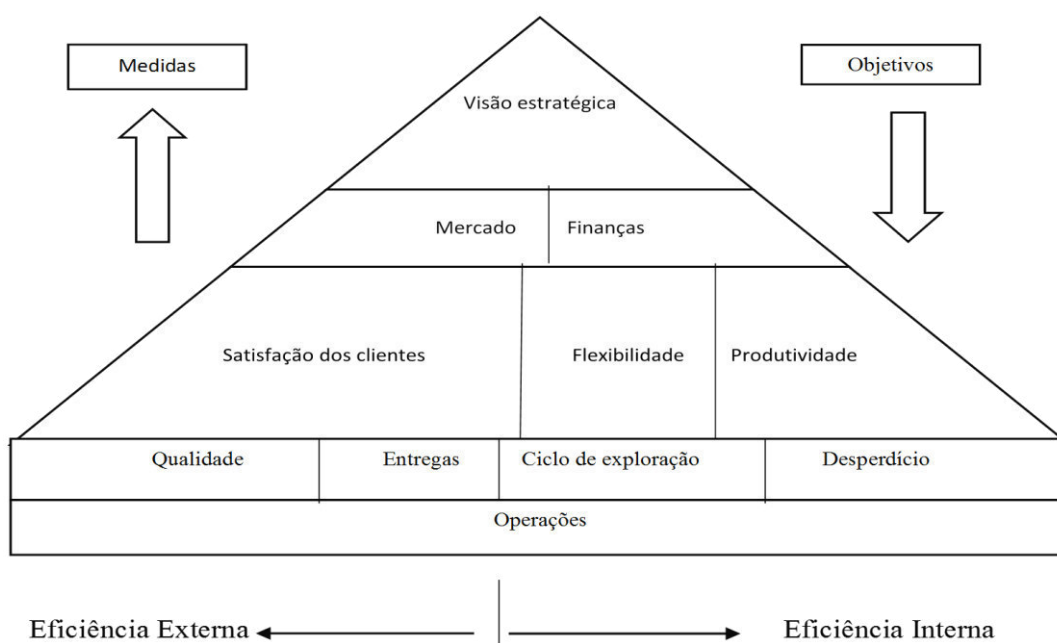 Medidas
Objetivos
Visão estratégica
Mercado
Finanças
Satisfação dos clientes
Flexibilidade
Produtividade
Qualidade
Entregas
Ciclo de exploração
Desperdício
Operações
Eficiência Externa
Eficiência Interna